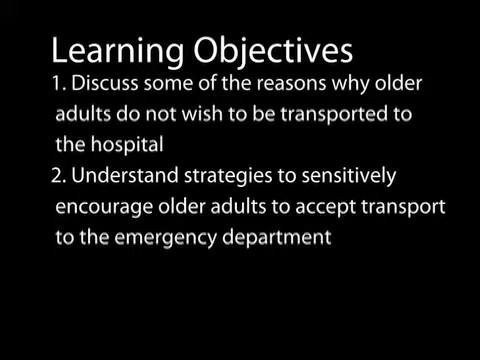 Learning Objectives
1. Discuss some of the reasons why older
adults do not wish to be transported to
the hospital
2. Understand strategies to sensitively
encourage older adults to accept transport
to the emergency department